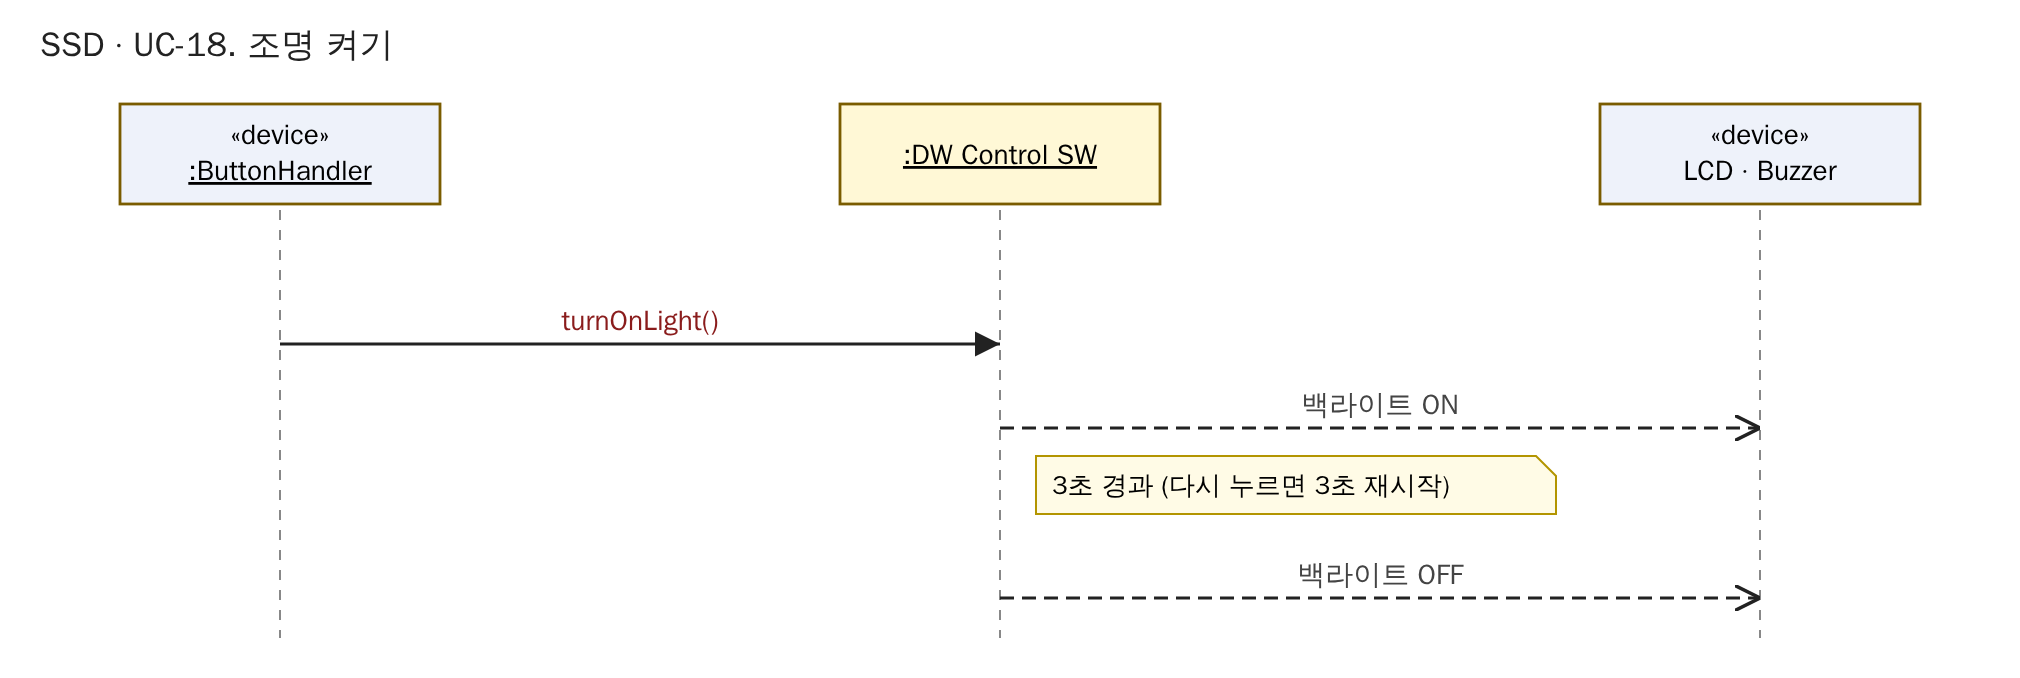 SSD · UC-18. 조명 켜기
«device»
:ButtonHandler
:DW Control SW
«device»
LCD · Buzzer
turnOnLight()
백라이트 ON
3초 경과 (다시 누르면 3초 재시작)
백라이트 OFF